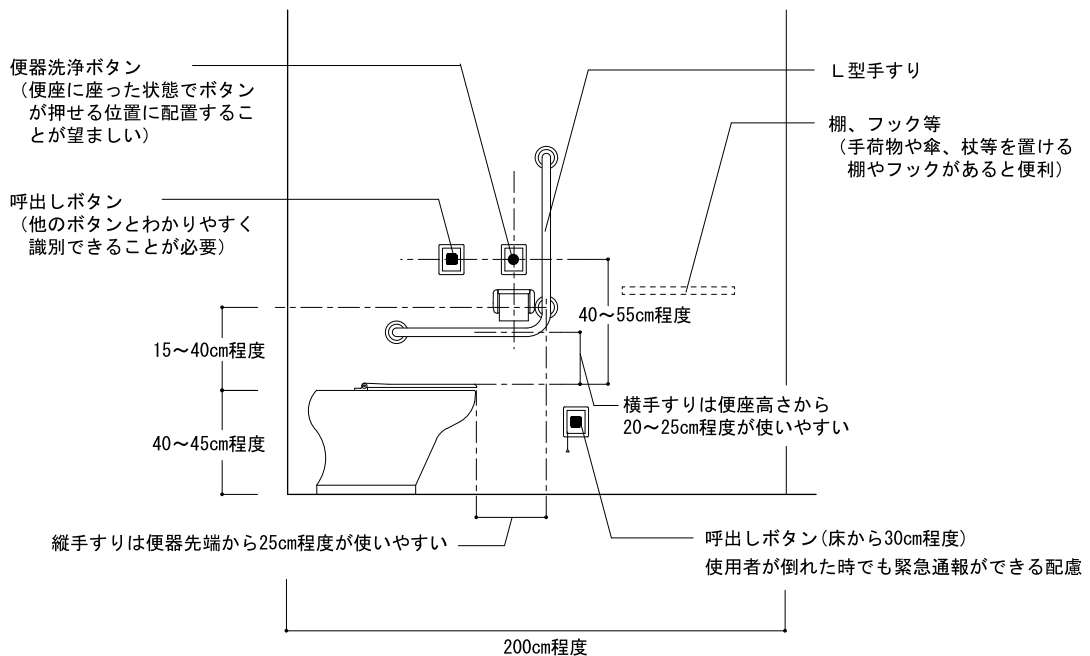 便器洗浄ボタン
（便座に座った状態でボタン
が押せる位置に配置するこ
とが望ましい）
呼出しボタン
（他のボタンとわかりやすく
識別できることが必要）
Ｌ型手すり
棚、フック等
（手荷物や傘、杖等を置ける
棚やフックがあると便利）
40～55cm程度
15～40cm程度
40～45cm程度
横手すりは便座高さから
20～25cm程度が使いやすい
縦手すりは便器先端から25cm程度が使いやすい
呼出しボタン(床から30cm程度)
使用者が倒れた時でも緊急通報ができる配慮
200cm程度